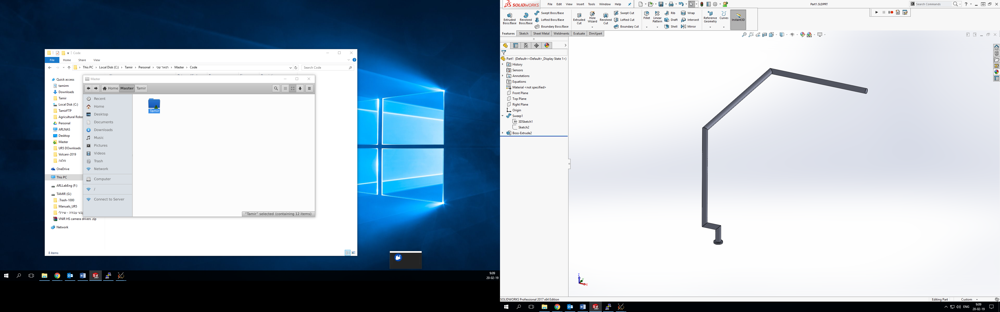 Code
File Home Share View
This PC Local Disk (C:) Tamir Personal תואר שני Master Code
Search Code
Quick access
tamirm
Downloads
Tamir
Local Disk (C:)
TamirFTP
Agricultural Robo
Personal
ARLNAS
Desktop
Master
UR5 DOwnloads
Volcani-2019
מלגה
OneDrive
This PC
ARLLabEng (F:)
TAMIR (G:)
.Trash-1000
Manuals_UR5
קבצי עבודה - שירלי
VNIR HS camera drivers .zip
Network
8 items
Master
Home Master Tamir
Recent
Home
Desktop
Documents
Downloads
Music
Pictures
Videos
Trash
Network
Computer
/
Connect to Server
Tamir
"Tamir" selected (containing 12 items)
9:09
20-02-19
SOLIDWORKS File Edit View Insert Tools Window Help
Part1.SLDPRT
Search Commands
Extruded Boss/Base
Revolved Boss/Base
Swept Boss/Base
Lofted Boss/Base
Boundary Boss/Base
Extruded Cut
Hole Wizard
Revolved Cut
Swept Cut
Lofted Cut
Boundary Cut
Fillet
Linear Pattern
Rib
Draft
Shell
Wrap
Intersect
Mirror
Reference Geometry
Curves
Instant3D
Features Sketch Sheet Metal Weldments Evaluate DimXpert
Part1 (Default<<Default>_Display State 1>)
History
Sensors
Annotations
Equations
Material <not specified>
Front Plane
Top Plane
Right Plane
Origin
Sweep1
3D 3DSketch1
Sketch2
Boss-Extrude2
Z
Y
X
SOLIDWORKS Professional 2017 x64 Edition
Editing Part
Custom
ENG
9:09
20-02-19